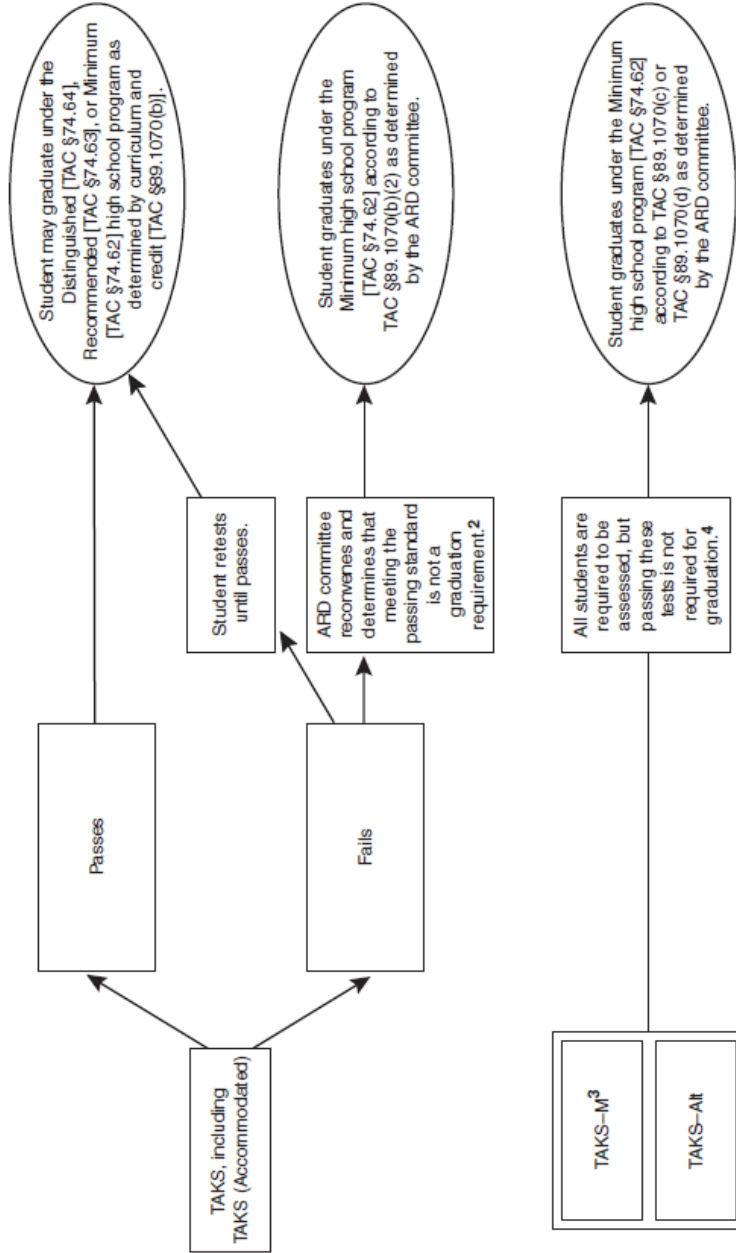 TAKS, including
TAKS (Accommodated)
Passes
Student may graduate under the
Distinguished [TAC §74.64],
Recommended [TAC §74.63], or Minimum
[TAC §74.62] high school program as
determined by curriculum and
credit [TAC §89.1070(b)].
Fails
Student retests
until passes.
ARD committee
reconvenes and
determines that
meeting the
passing standard
is not a
graduation
requirement.2
Student graduates under the
Minimum high school program
[TAC §74.62] according to
TAC §89.1070(b)(2) as determined
by the ARD committee.
TAKS–M3
TAKS–Alt
All students are
required to be
assessed, but
passing these
tests is not
required for
graduation.4
Student graduates under the Minimum
high school program [TAC §74.62]
according to TAC §89.1070(c) or
TAC §89.1070(d) as determined
by the ARD committee.